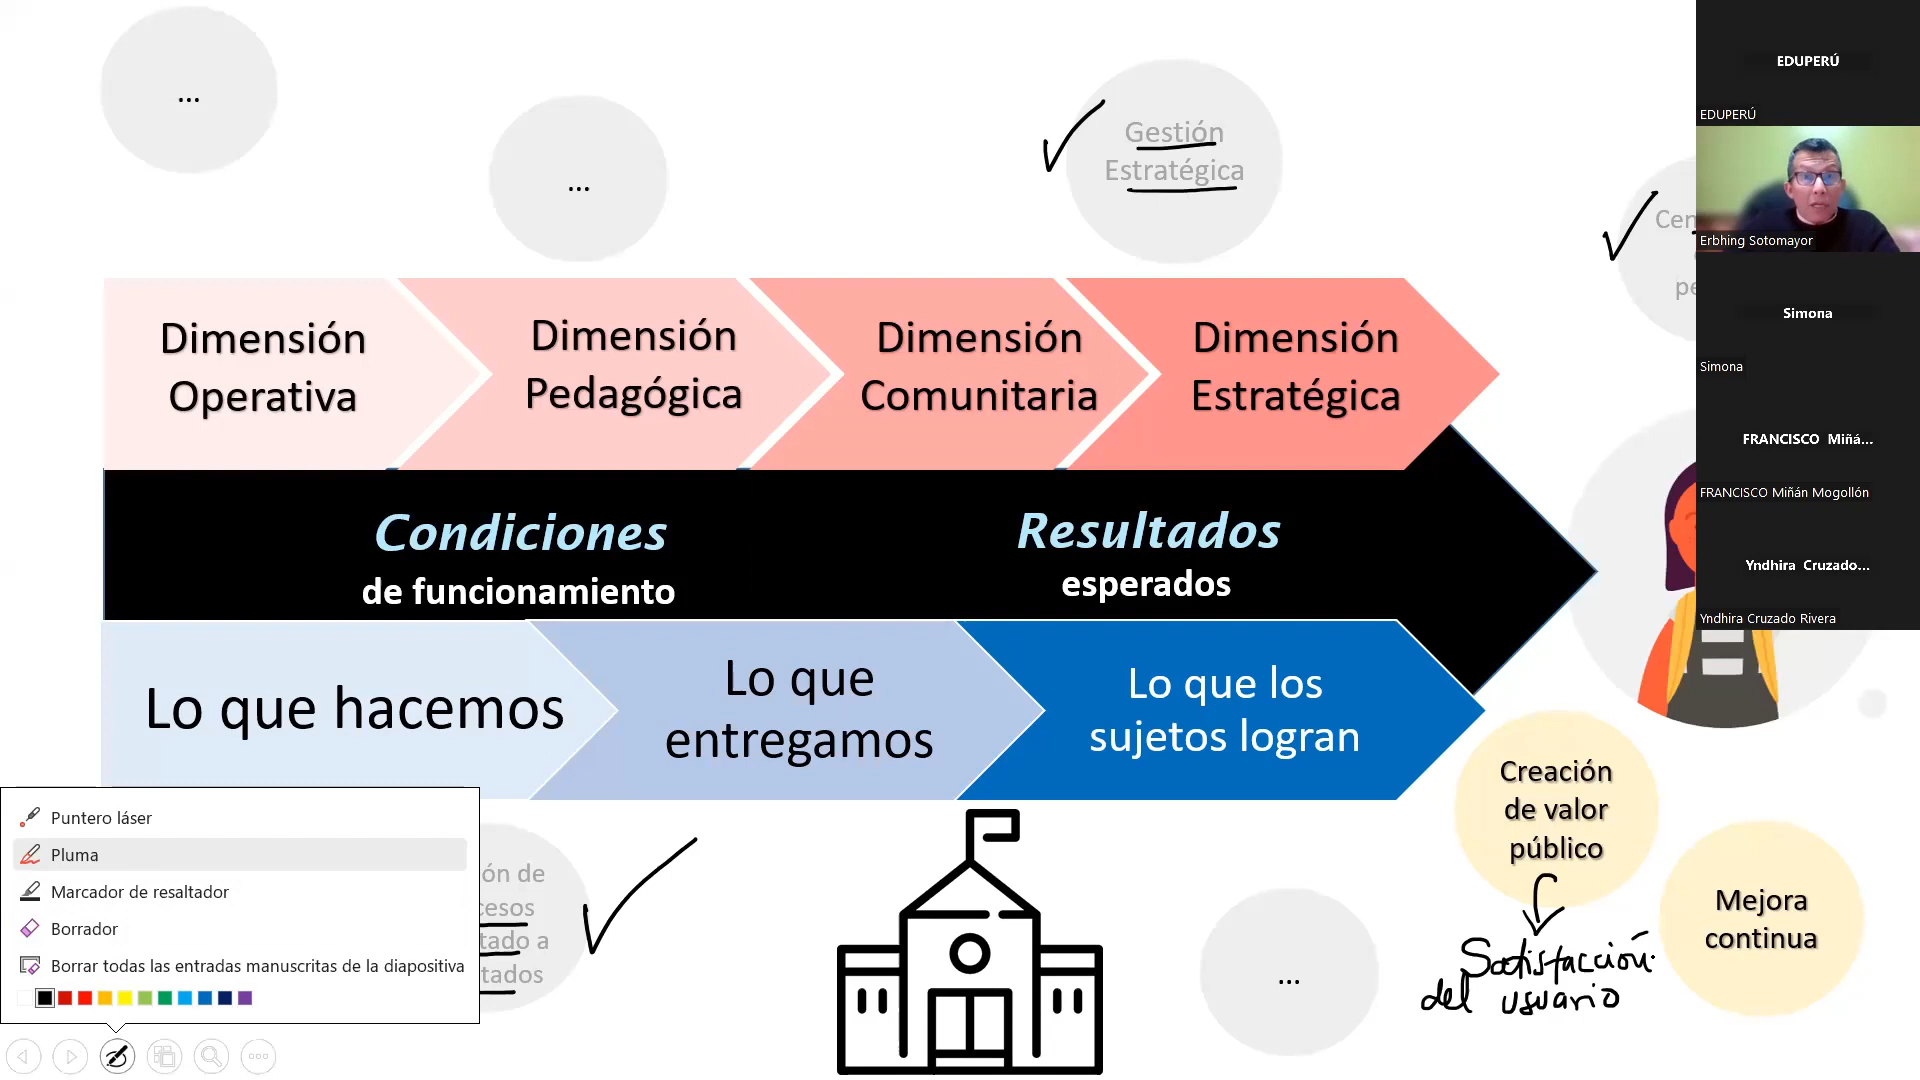 ...
...
Gestión
Estratégica
EDUPERÚ
EDUPERÚ
Erbhing Sotomayor
Simona
Simona
FRANCISCO Miñá...
FRANCISCO Miñán Mogollón
Yndhira Cruzado...
Yndhira Cruzado Rivera
Dimensión
Operativa
Dimensión
Pedagógica
Dimensión
Comunitaria
Dimensión
Estratégica
Condiciones
de funcionamiento
Resultados
esperados
Lo que hacemos
Lo que
entregamos
Lo que los
sujetos logran
Creación
de valor
público
Satisfacción
del usuario
Mejora
continua
...
Puntero láser
Pluma
Marcador de resaltador
Borrador
Borrar todas las entradas manuscritas de la diapositiva